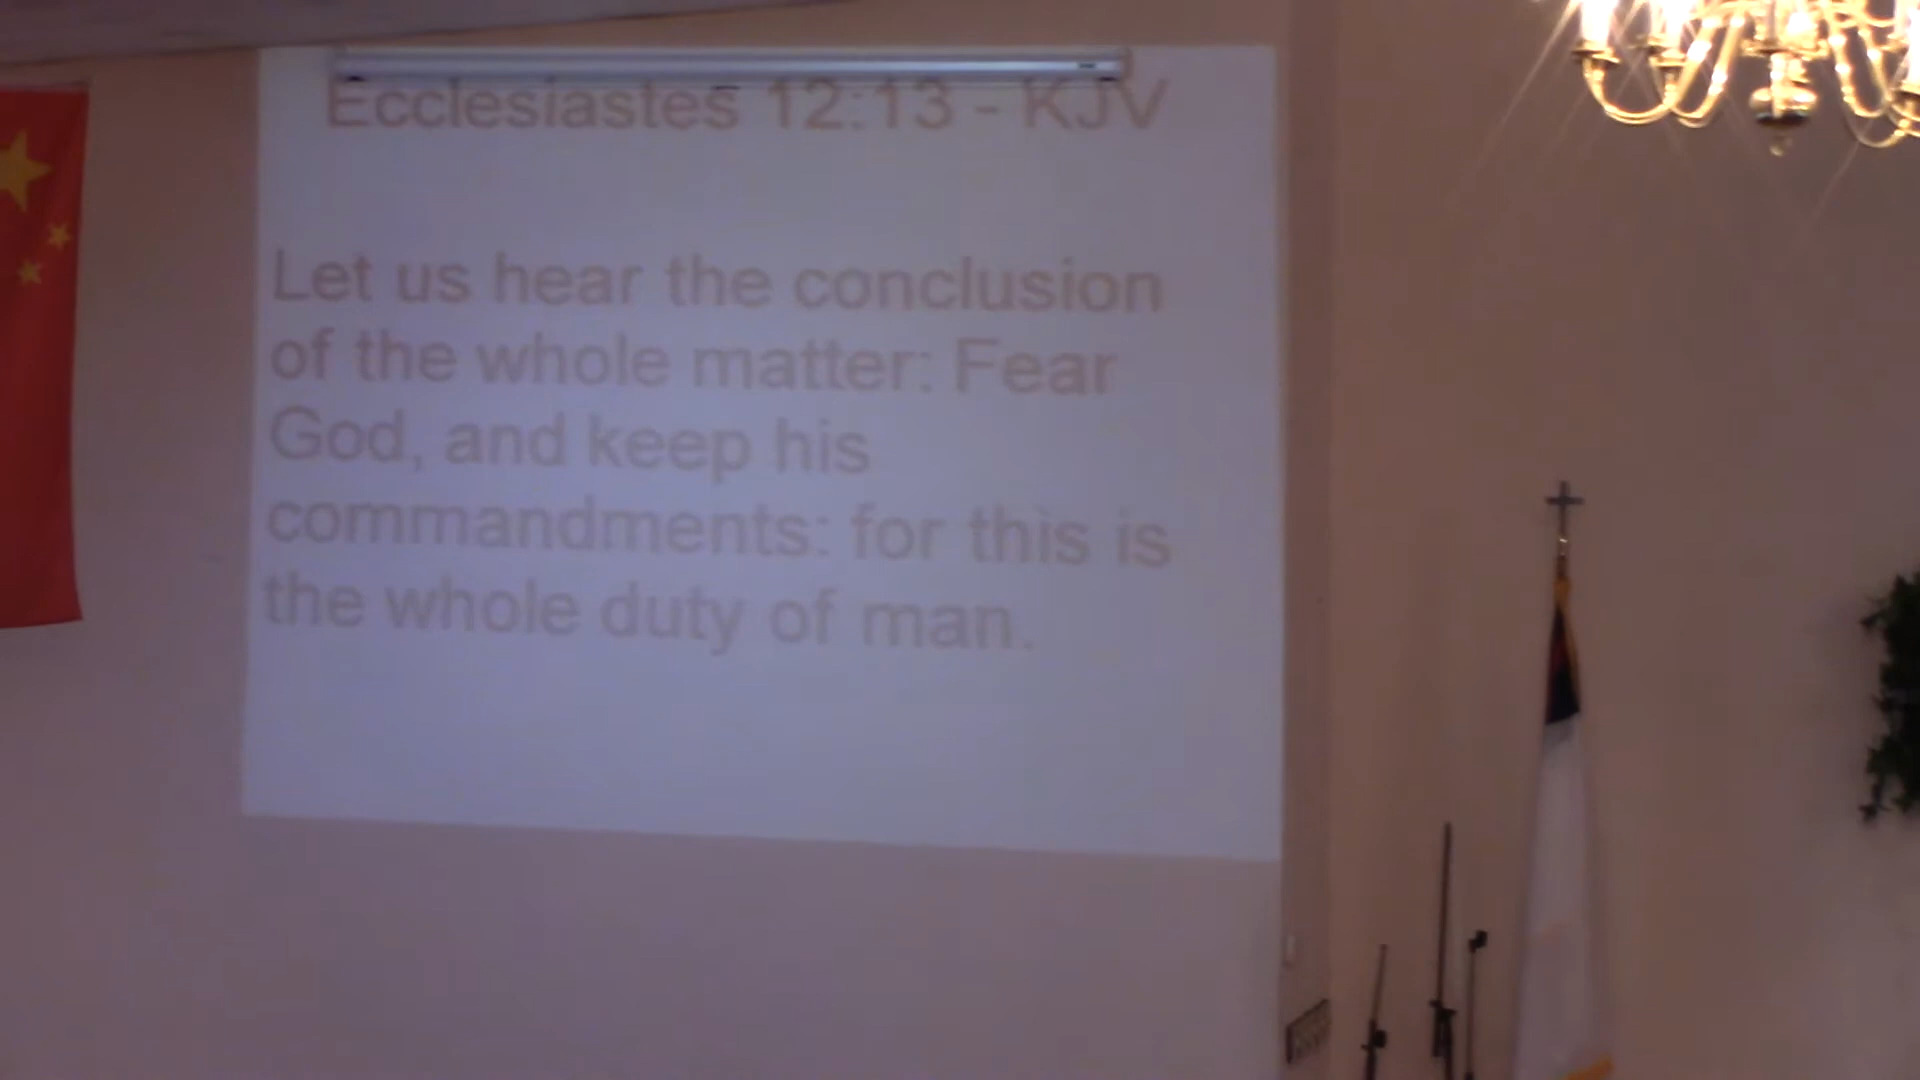 Ecclesiastes 12:13 - KJV
Let us hear the conclusion
of the whole matter: Fear
God, and keep his
commandments: for this is
the whole duty of man.